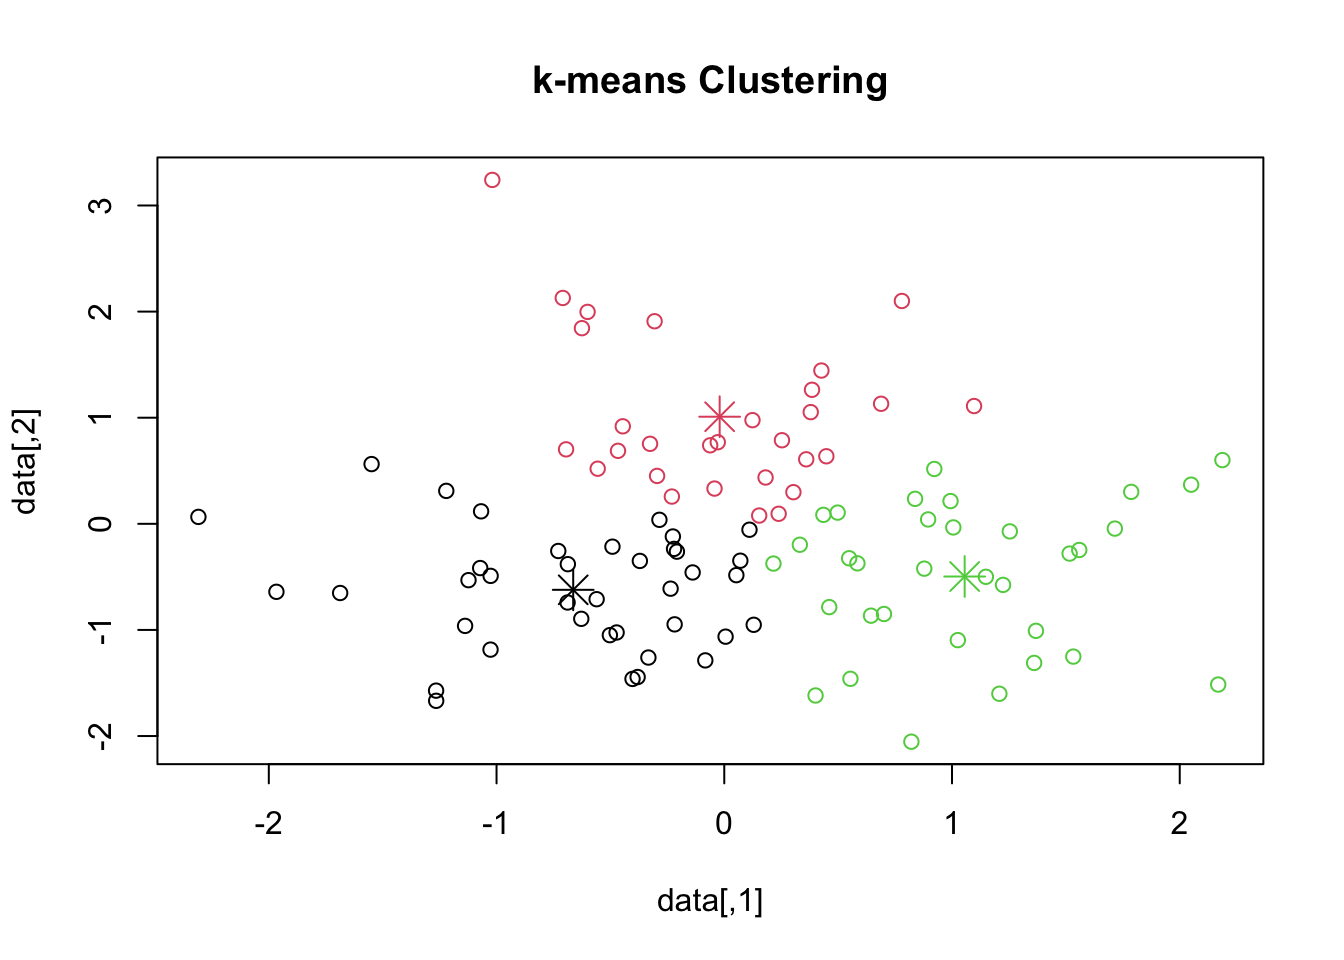 k-means Clustering
data[,2]
3
2
1
0
-1
-2
-2 -1 0 1 2
data[,1]